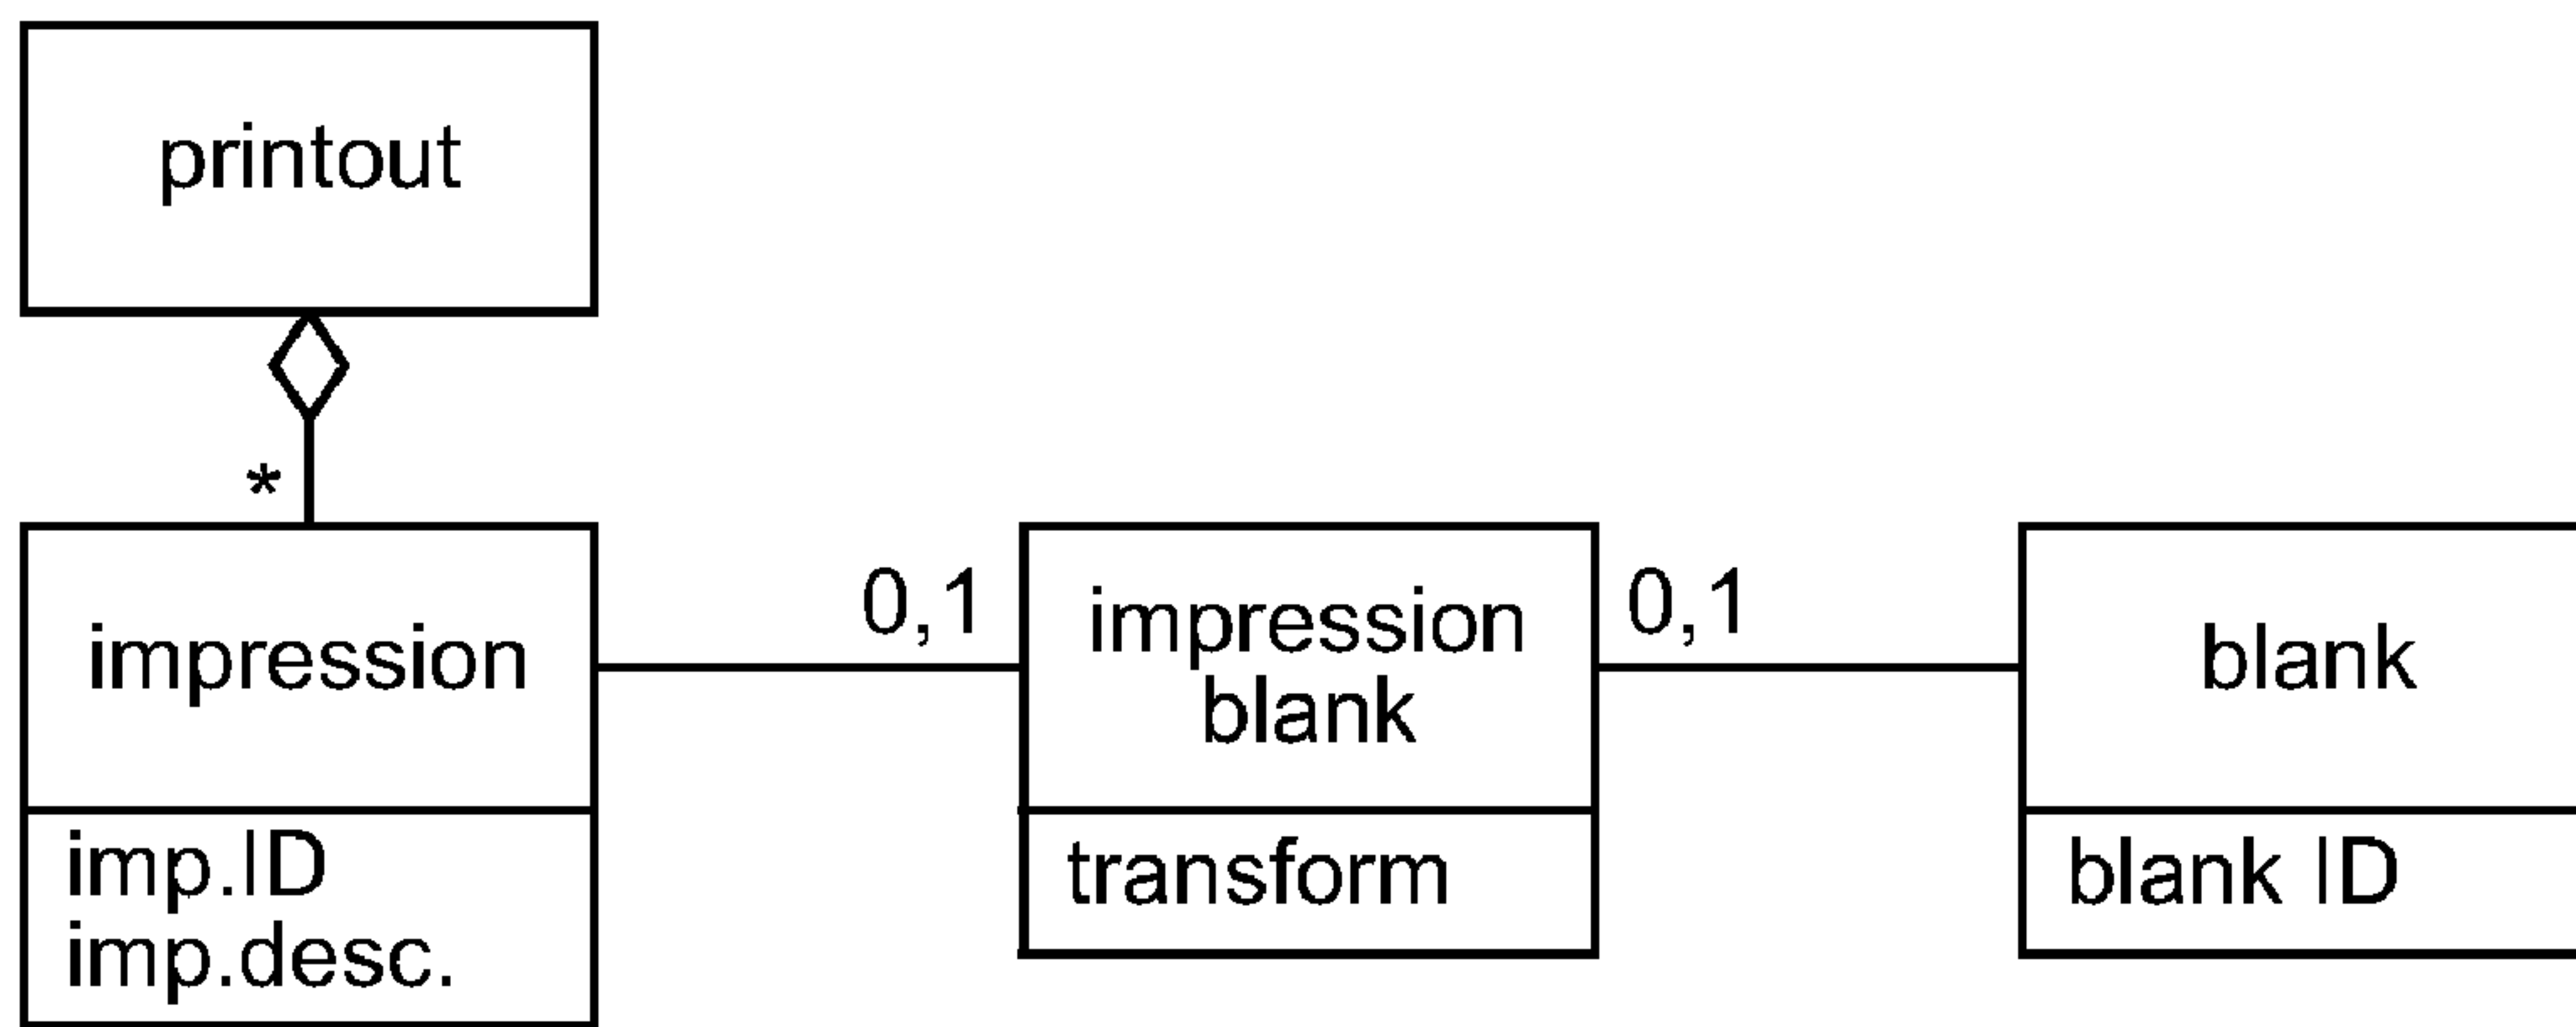 printout
*
impression
imp.ID
imp.desc.
0,1
impression
blank
transform
0,1
blank
blank ID